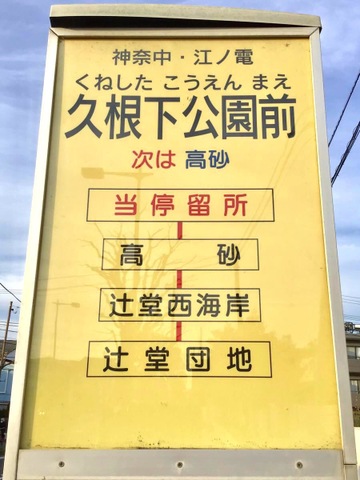 神奈中・江ノ電
くねした こうえん まえ
久根下公園前
次は 高砂
当停留所
高砂
辻堂西海岸
辻堂団地